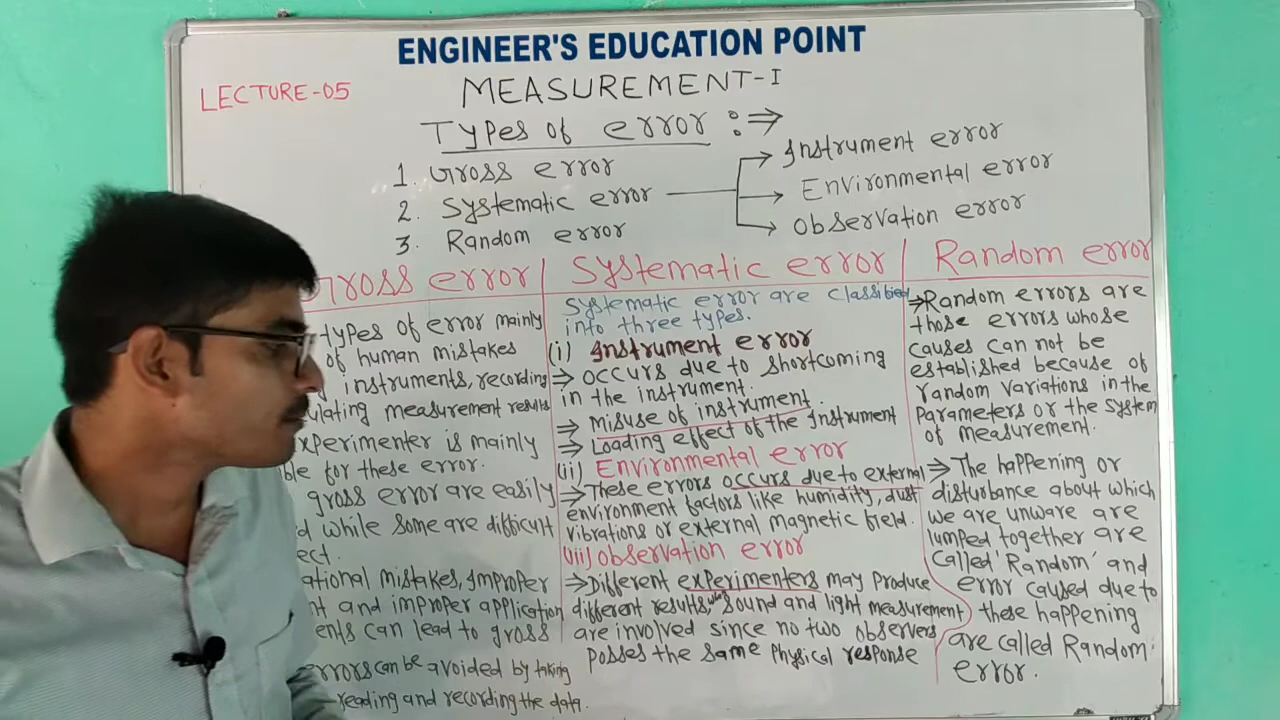 ENGINEER'S EDUCATION POINT
LECTURE-05
MEASUREMENT-I
Types of error :⇒
1. Gross error
2. Systematic error
3. Random error
→ Instrument error
→ Environmental error
→ observation error
Gross error
types of error mainly
of human mistakes
instruments, recording
measurement results
is mainly
for these error.
gross error are easily
while some are difficult
mistakes, improper
and improper application
can lead to gross
can be avoided by taking
reading and recording the data.
Systematic error
Systematic error are classified
into three types.
(i) Instrument error
⇒ occurs due to shortcoming
in the instrument.
⇒ Misuse of instrument.
⇒ Loading effect of the Instrument
(ii) Environmental error
⇒ These errors occurs due to external
environment factors like humidity, dust
vibrations or external magnetic field.
(iii) observation error
⇒ Different experimenters may produce
different results, when sound and light measurement
are involved since no two observers
posses the same physical response
Random error
⇒ Random errors are
those errors whose
causes can not be
established because of
random variations in the
Parameters or the system
of measurement.
⇒ The happening or
disturbance about which
we are unware are
lumped together are
called 'Random' and
error caused due to
these happening
are called Random
error.